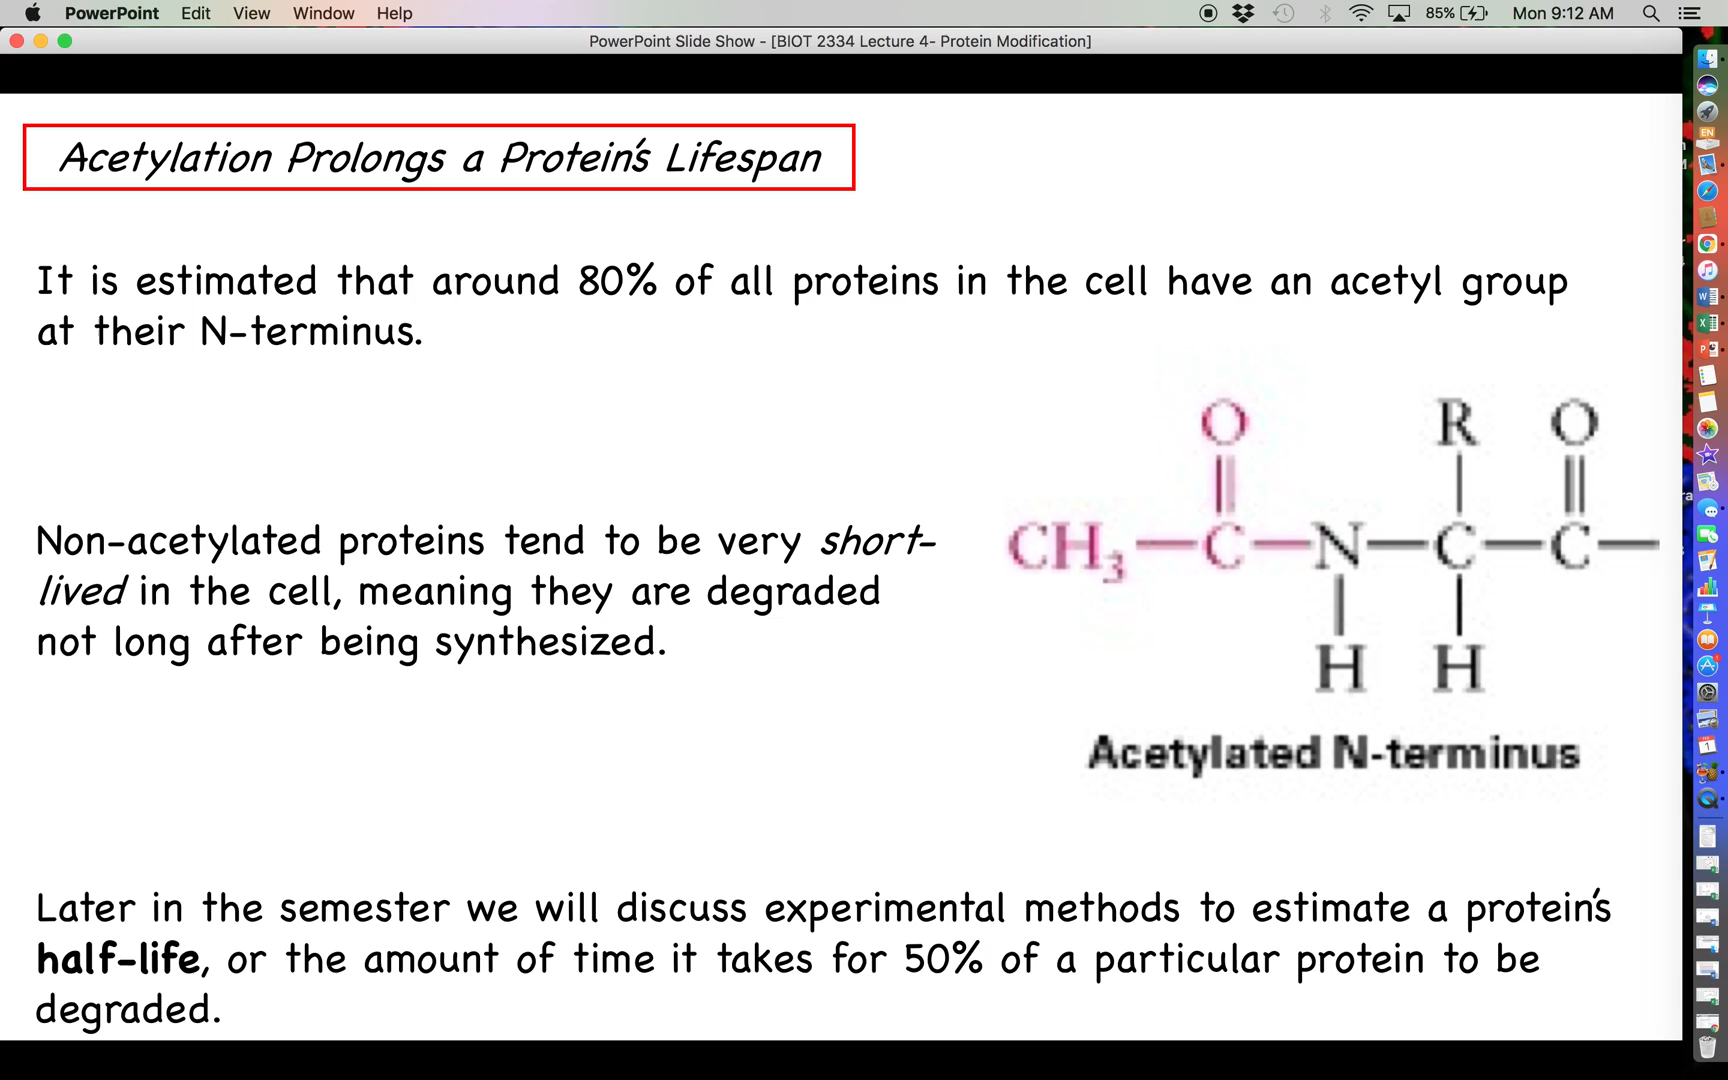 PowerPoint Edit View Window Help 85% Mon 9:12 AM
PowerPoint Slide Show - [BIOT 2334 Lecture 4- Protein Modification]
Acetylation Prolongs a Protein's Lifespan
It is estimated that around 80% of all proteins in the cell have an acetyl group
at their N-terminus.
Non-acetylated proteins tend to be very short-
lived in the cell, meaning they are degraded
not long after being synthesized.
O R O
CH3 C N C C
H H
Acetylated N-terminus
Later in the semester we will discuss experimental methods to estimate a protein's
half-life, or the amount of time it takes for 50% of a particular protein to be
degraded.